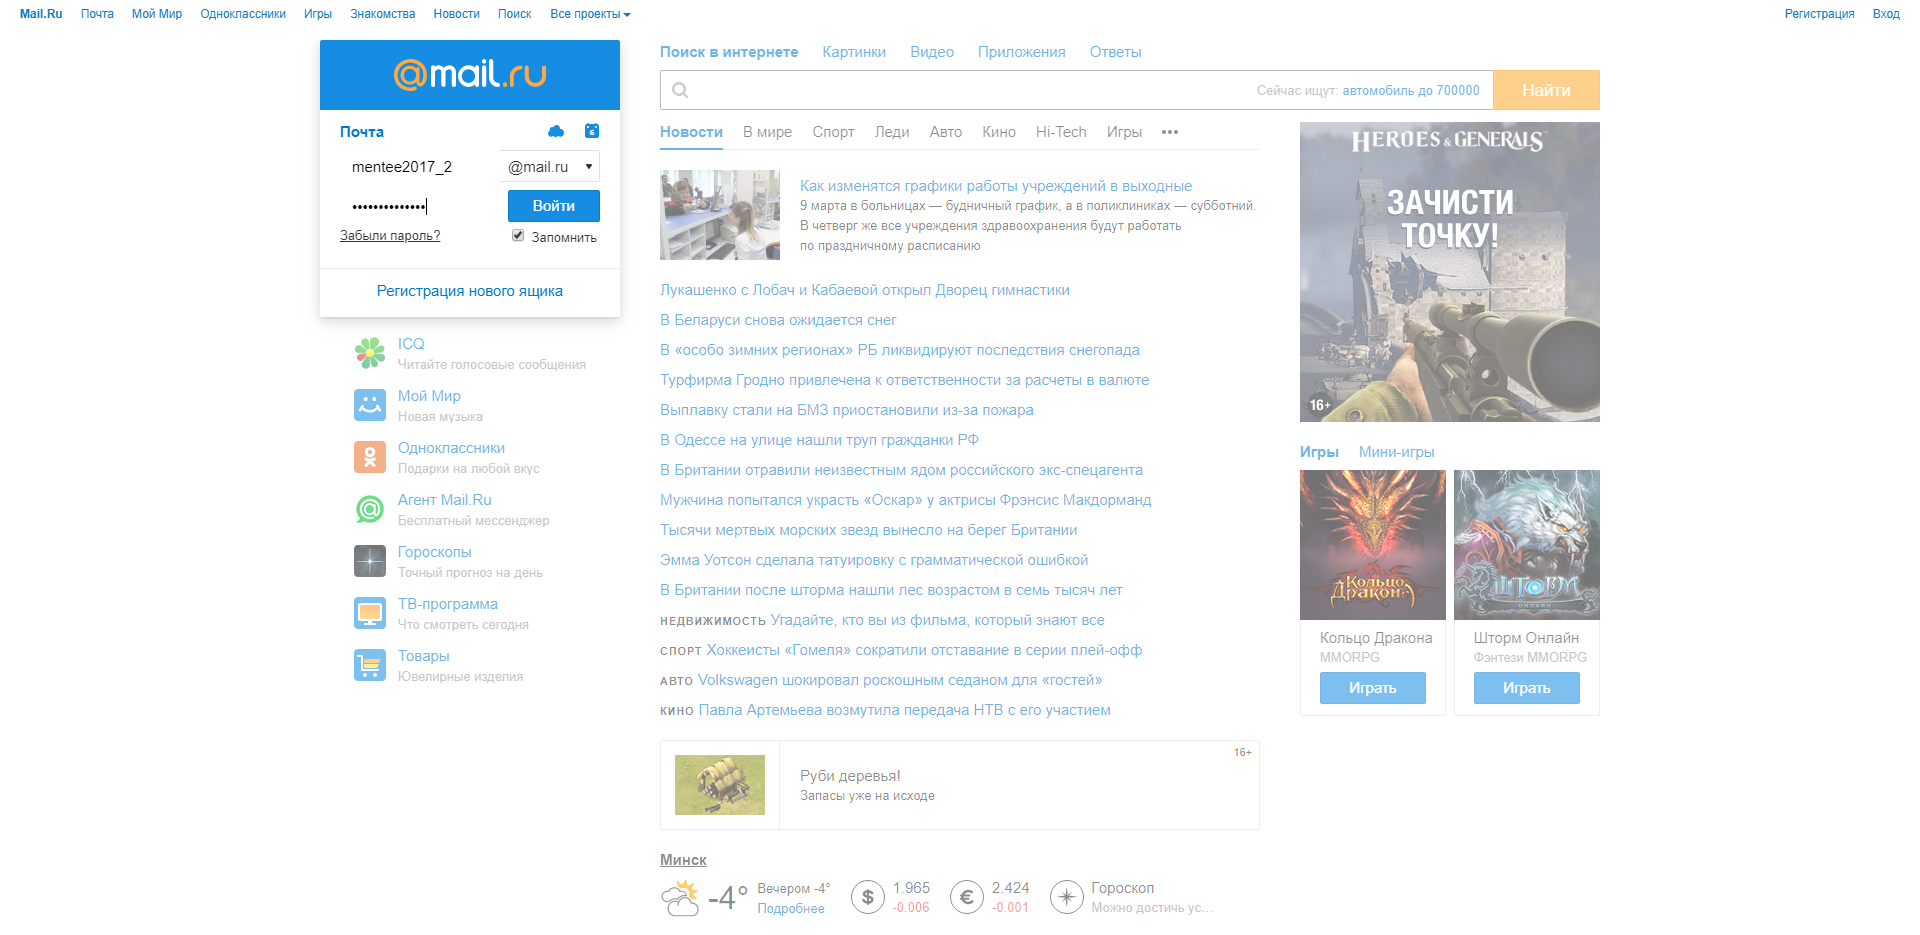 Mail.Ru Почта Мой Мир Одноклассники Игры Знакомства Новости Поиск Все проекты Регистрация Вход
@mail.ru
Почта
6
mentee2017_2 @mail.ru
•••••••••••••• Войти
Забыли пароль? Запомнить
Регистрация нового ящика
ICQ
Читайте голосовые сообщения
Мой Мир
Новая музыка
Одноклассники
Подарки на любой вкус
Агент Mail.Ru
Бесплатный мессенджер
Гороскопы
Точный прогноз на день
ТВ-программа
Что смотреть сегодня
Товары
Ювелирные изделия
Поиск в интернете Картинки Видео Приложения Ответы
Сейчас ищут: автомобиль до 700000 Найти
Новости В мире Спорт Леди Авто Кино Hi-Tech Игры •••
Как изменятся графики работы учреждений в выходные
9 марта в больницах — будничный график, а в поликлиниках — субботний.
В четверг же все учреждения здравоохранения будут работать
по праздничному расписанию
Лукашенко с Лобач и Кабаевой открыл Дворец гимнастики
В Беларуси снова ожидается снег
В «особо зимних регионах» РБ ликвидируют последствия снегопада
Турфирма Гродно привлечена к ответственности за расчеты в валюте
Выплавку стали на БМЗ приостановили из-за пожара
В Одессе на улице нашли труп гражданки РФ
В Британии отравили неизвестным ядом российского экс-спецагента
Мужчина попытался украсть «Оскар» у актрисы Фрэнсис Макдорманд
Тысячи мертвых морских звезд вынесло на берег Британии
Эмма Уотсон сделала татуировку с грамматической ошибкой
В Британии после шторма нашли лес возрастом в семь тысяч лет
НЕДВИЖИМОСТЬ Угадайте, кто вы из фильма, который знают все
СПОРТ Хоккеисты «Гомеля» сократили отставание в серии плей-офф
АВТО Volkswagen шокировал роскошным седаном для «гостей»
КИНО Павла Артемьева возмутила передача НТВ с его участием
16+
Руби деревья!
Запасы уже на исходе
Минск
-4° Вечером -4° Подробнее
$ 1.965 -0.006
€ 2.424 -0.001
Гороскоп
Можно достичь ус...
HEROES & GENERALS
ЗАЧИСТИ
ТОЧКУ!
16+
Игры Мини-игры
Кольцо
Дракона
Шторм
ОНЛАЙН
Кольцо Дракона
MMORPG
Играть
Шторм Онлайн
Фэнтези MMORPG
Играть